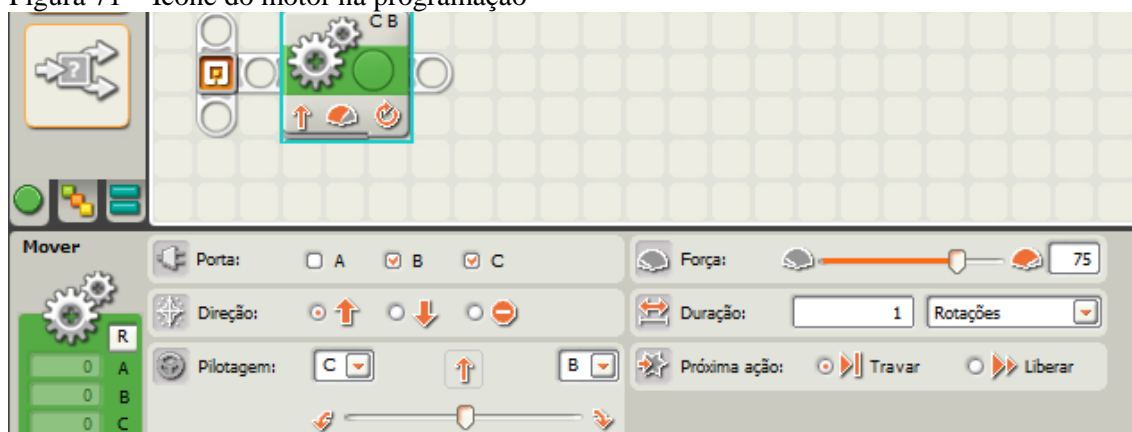 Figura 71 – Ícone do motor na programação
C B
?
Mover
R
0 A
0 B
0 C
Porta: A B C
Direção:
Pilotagem: C B
Força: 75
Duração: 1 Rotações
Próxima ação: Travar Liberar